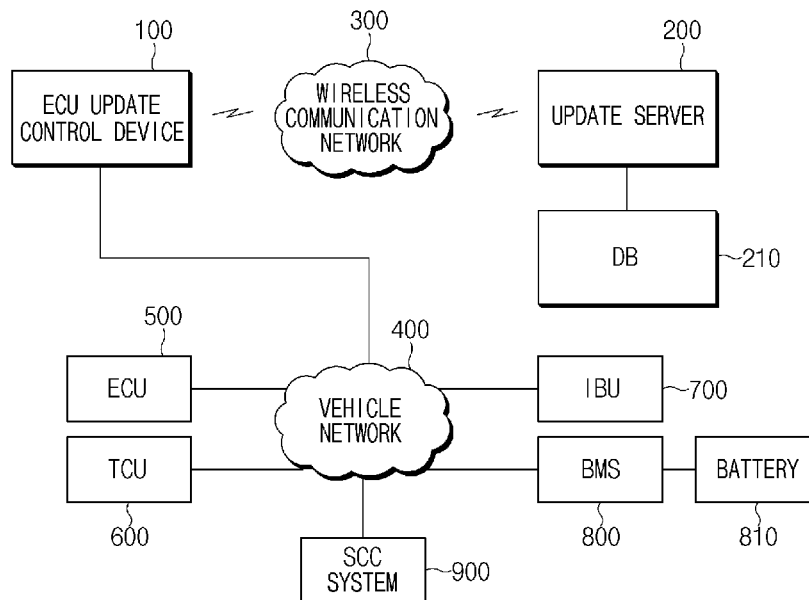 100
300
200
ECU UPDATE
CONTROL DEVICE
WIRELESS
COMMUNICATION
NETWORK
UPDATE SERVER
DB
210
500
400
ECU
VEHICLE
NETWORK
IBU
700
TCU
BMS
BATTERY
600
800
810
SCC
SYSTEM
900